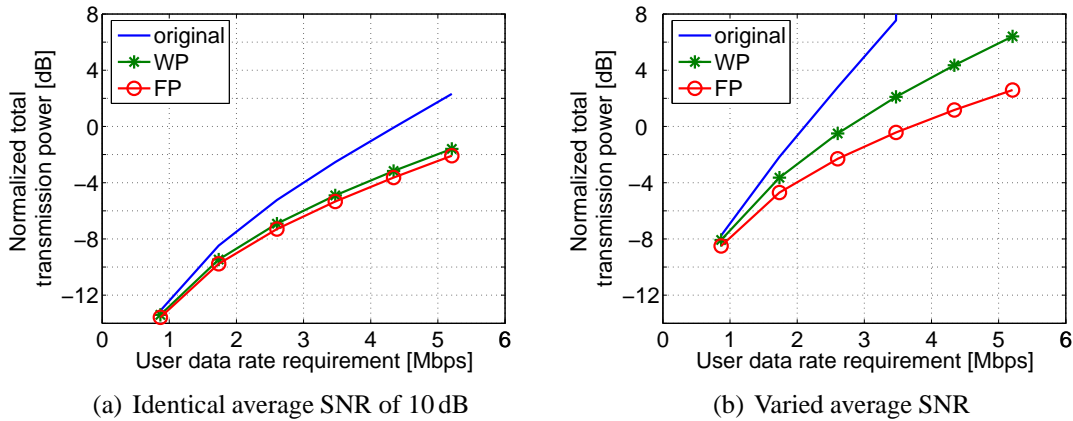 8
4
0
−4
−8
−12
Normalized total
transmission power [dB]
original
WP
FP
0 1 2 3 4 5 6
User data rate requirement [Mbps]
(a) Identical average SNR of 10 dB
8
4
0
−4
−8
−12
Normalized total
transmission power [dB]
original
WP
FP
0 1 2 3 4 5 6
User data rate requirement [Mbps]
(b) Varied average SNR